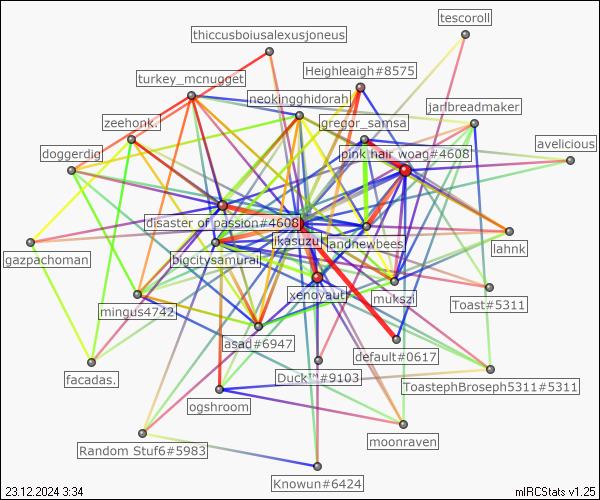 tescoroll
thiccusboiusalexusjoneus
Heighleigh#8575
turkey_mcnugget
neokingghidorah
jarlbreadmaker
gregor_samsa
zeehonk.
avelicious
doggerdig
pink hair woag#4608
disaster of passion#4608
ikasuzu
landnewbees
lahnk
gazpachoman
bigcitysamurai
xenoyaut
mukszi
Toast#5311
mingus4742
asad#6947
default#0617
Duck™#9103
facadas.
ToastephBroseph5311#5311
ogshroom
moonraven
Random Stuf6#5983
Knowun#6424
23.12.2024 3:34
mIRCStats v1.25